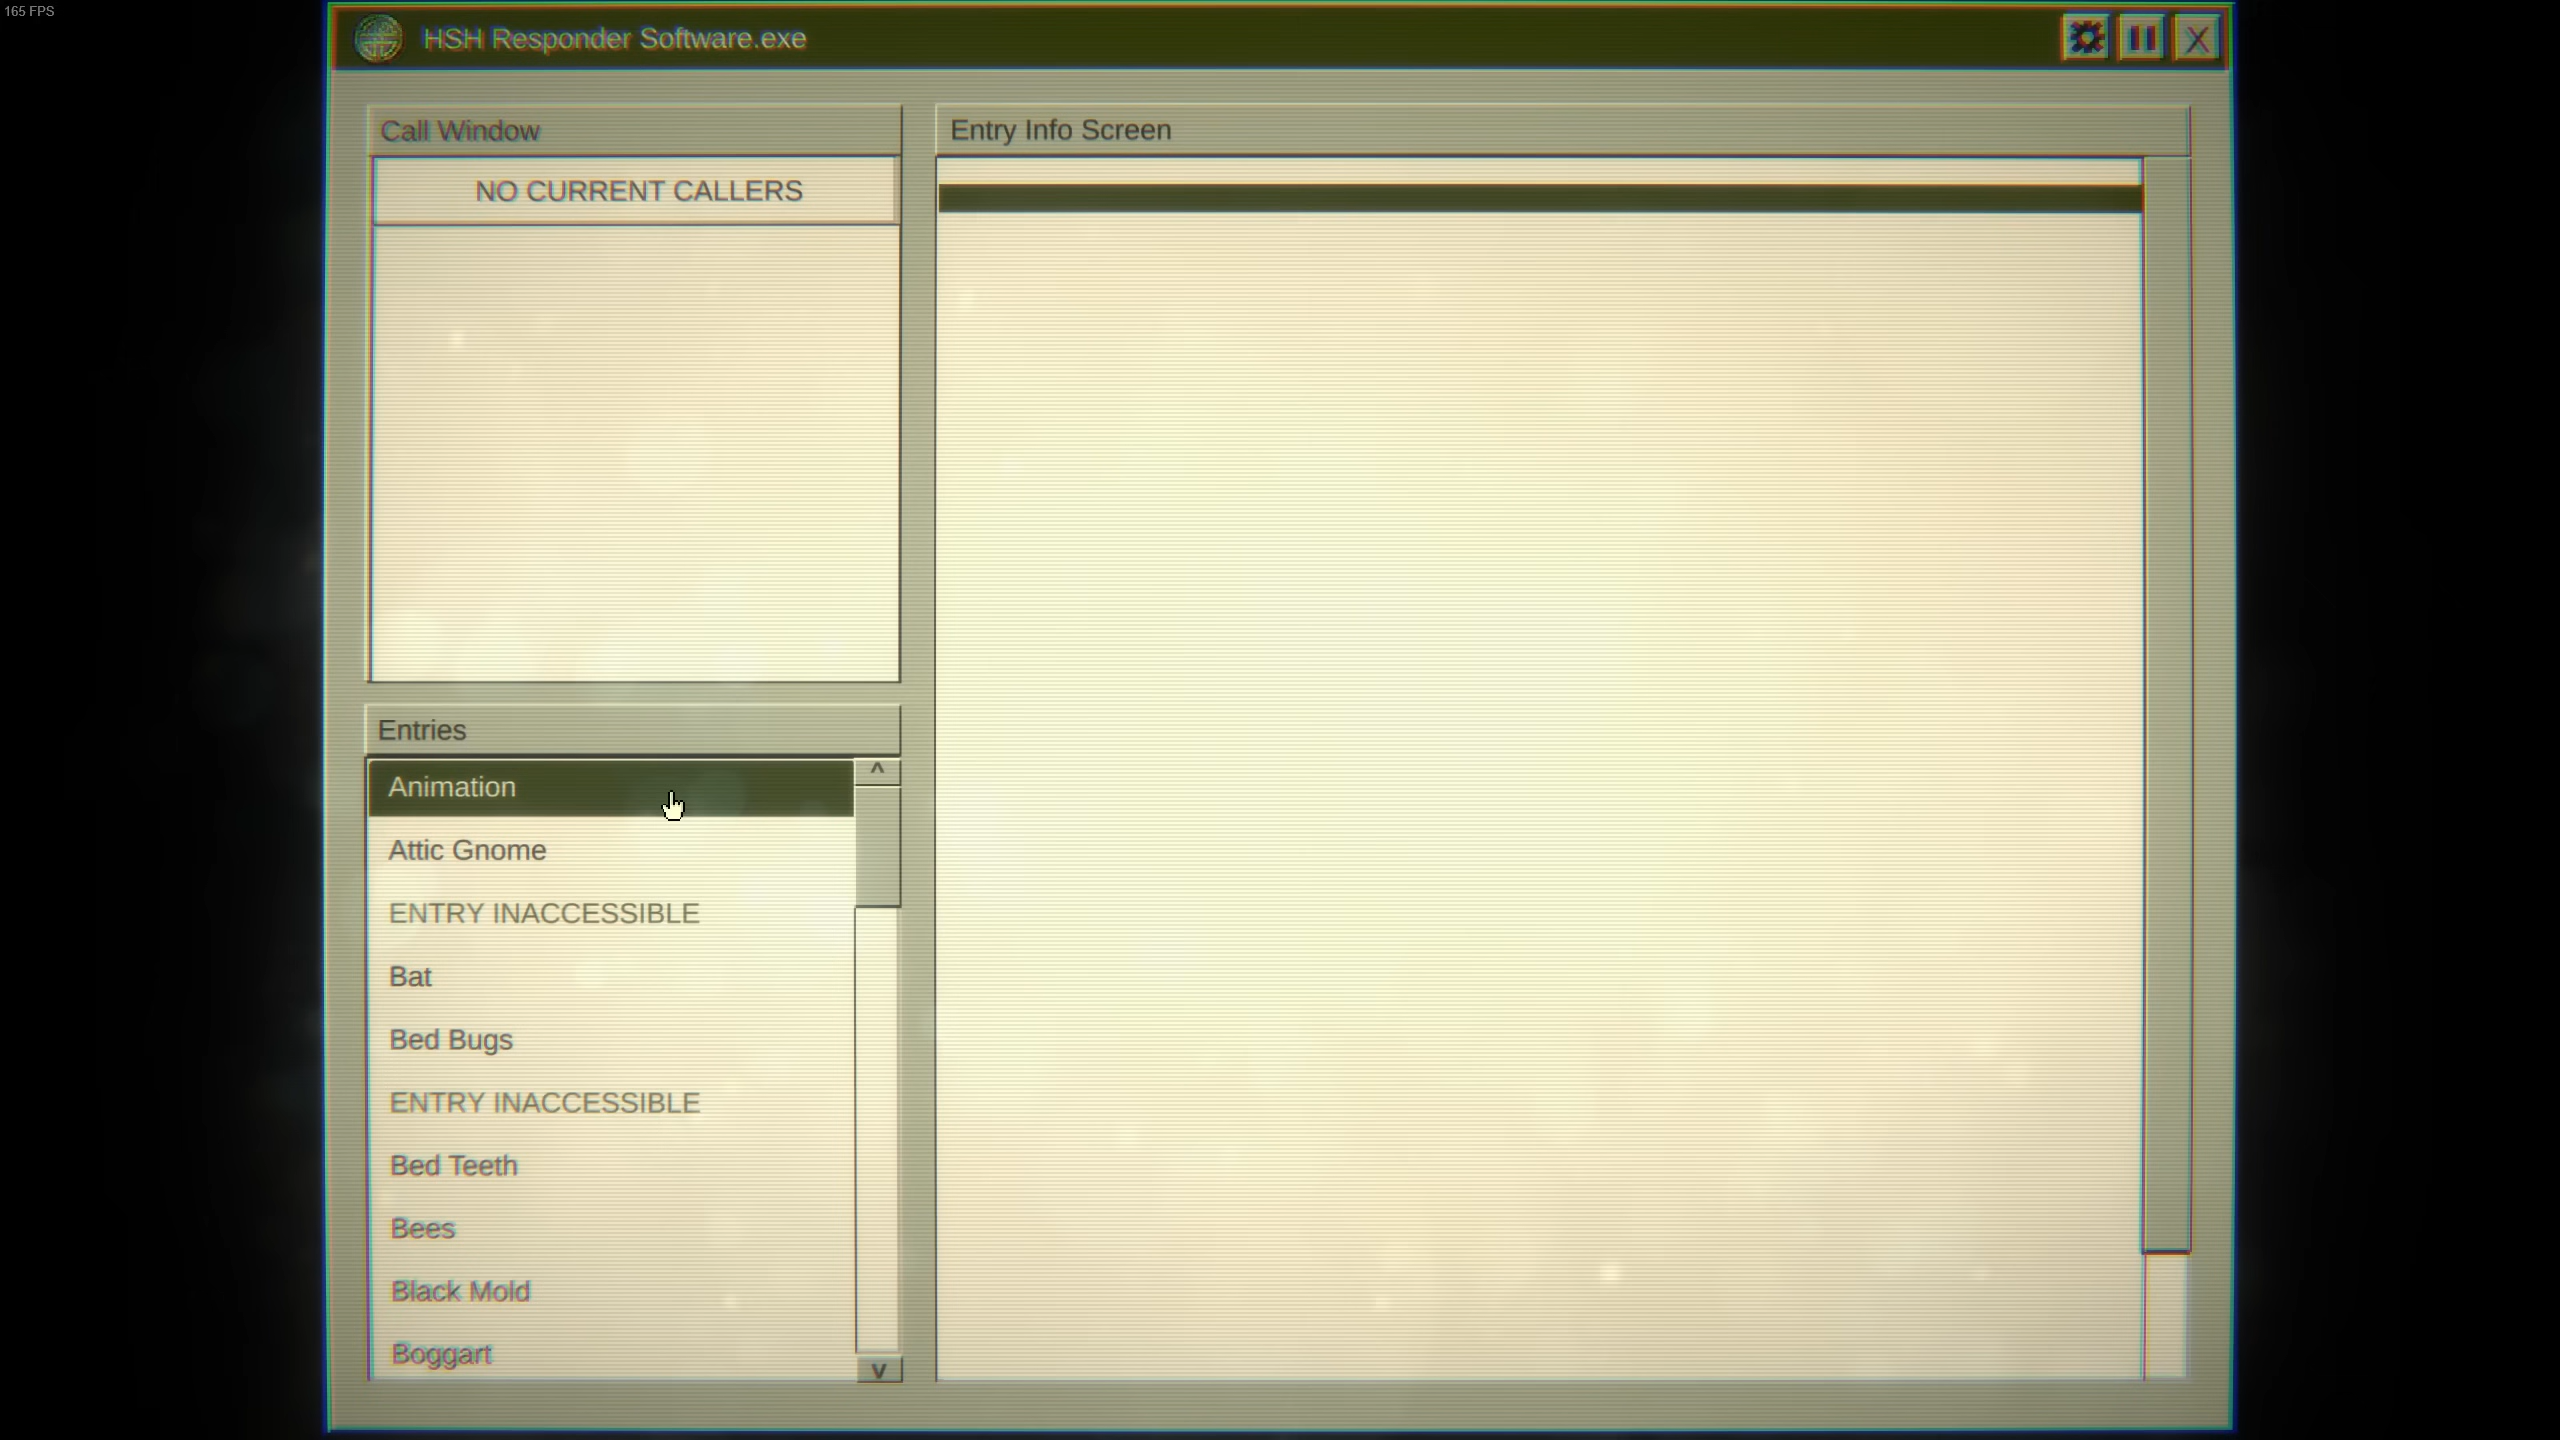 165 FPS
HSH Responder Software.exe
X
Call Window
NO CURRENT CALLERS
Entry Info Screen
Entries
Animation
Attic Gnome
ENTRY INACCESSIBLE
Bat
Bed Bugs
ENTRY INACCESSIBLE
Bed Teeth
Bees
Black Mold
Boggart